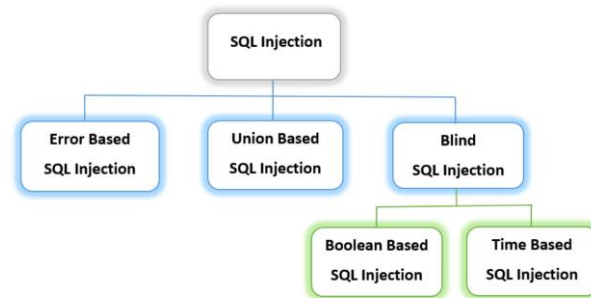 SQL Injection
Error Based
SQL Injection
Union Based
SQL Injection
Blind
SQL Injection
Boolean Based
SQL Injection
Time Based
SQL Injection